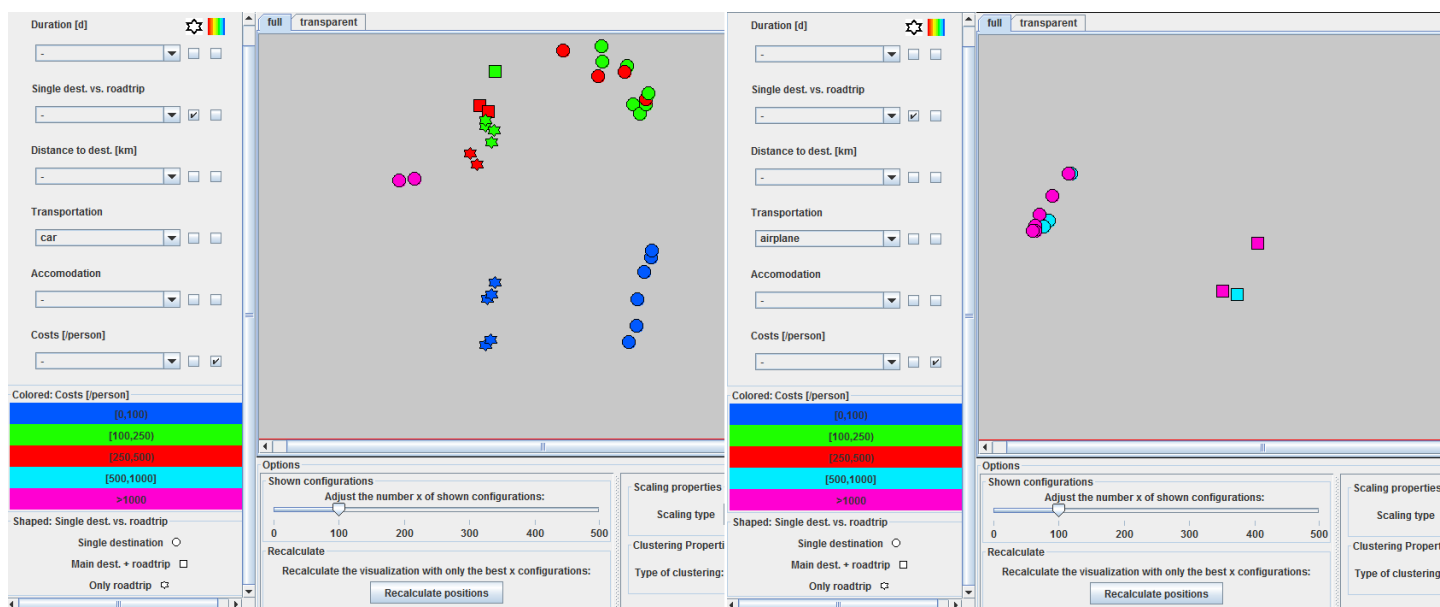 Duration [d]
full transparent
-
Single dest. vs. roadtrip
-
Distance to dest. [km]
-
Transportation
car
Accomodation
-
Costs [/person]
-
Colored: Costs [/person]
[0,100)
[100,250)
[250,500)
[500,1000]
>1000
Shaped: Single dest. vs. roadtrip
Single destination
Main dest. + roadtrip
Only roadtrip
Options
Shown configurations
Adjust the number x of shown configurations:
0 100 200 300 400 500
Recalculate
Recalculate the visualization with only the best x configurations:
Recalculate positions
Scaling properties
Scaling type
Clustering Properti
Type of clustering:
Duration [d]
full transparent
-
Single dest. vs. roadtrip
-
Distance to dest. [km]
-
Transportation
airplane
Accomodation
-
Costs [/person]
-
Colored: Costs [/person]
[0,100)
[100,250)
[250,500)
[500,1000]
>1000
Shaped: Single dest. vs. roadtrip
Single destination
Main dest. + roadtrip
Only roadtrip
Options
Shown configurations
Adjust the number x of shown configurations:
0 100 200 300 400 500
Recalculate
Recalculate the visualization with only the best x configurations:
Recalculate positions
Scaling properties
Scaling type
Clustering Propert
Type of clustering: